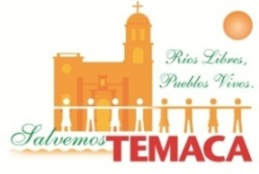 Ríos Libres,
Pueblos Vivos.
Salvemos TEMACA